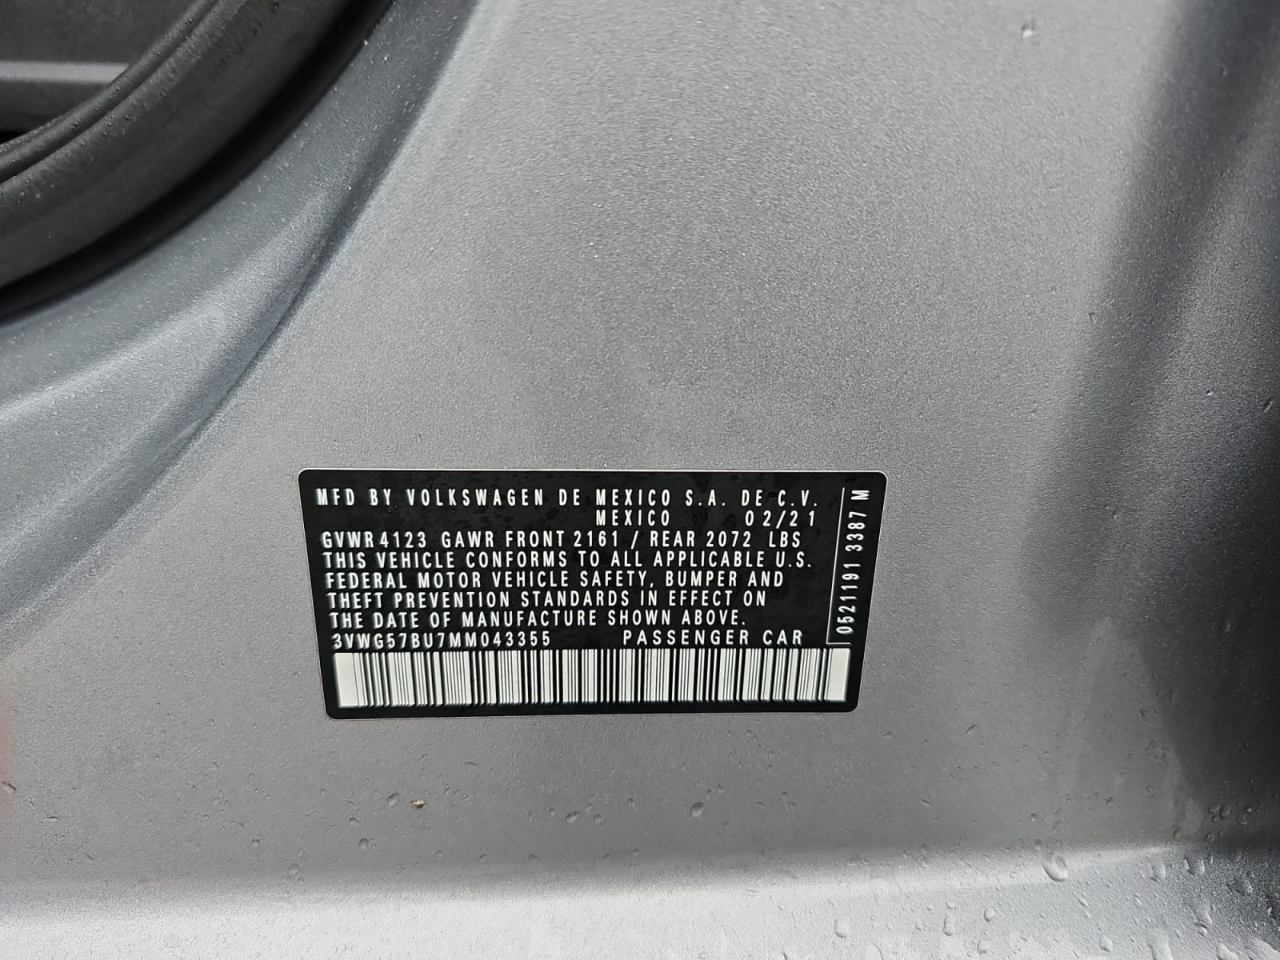 MFD BY VOLKSWAGEN DE MEXICO S.A. DE C.V.
MEXICO 02/21
GVWR 4123 GAWR FRONT 2161 / REAR 2072 LBS
THIS VEHICLE CONFORMS TO ALL APPLICABLE U.S.
FEDERAL MOTOR VEHICLE SAFETY, BUMPER AND
THEFT PREVENTION STANDARDS IN EFFECT ON
THE DATE OF MANUFACTURE SHOWN ABOVE.
3VWG57BU7MM043355 PASSENGER CAR
0521191 3387 M